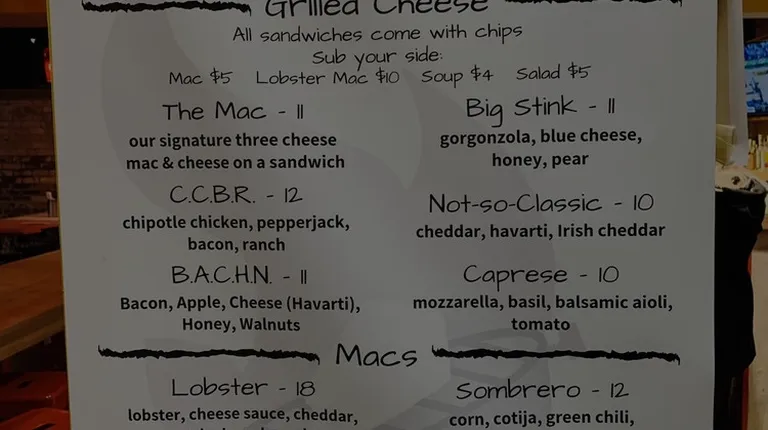 Grilled Cheese
All sandwiches come with chips
Sub your side:
Mac $5 Lobster Mac $10 Soup $4 Salad $5
The Mac - 11
our signature three cheese
mac & cheese on a sandwich
C.C.B.R. - 12
chipotle chicken, pepperjack,
bacon, ranch
B.A.C.H.N. - 11
Bacon, Apple, Cheese (Havarti),
Honey, Walnuts
Big Stink - 11
gorgonzola, blue cheese,
honey, pear
Not-so-Classic - 10
cheddar, havarti, Irish cheddar
Caprese - 10
mozzarella, basil, balsamic aioli,
tomato
Macs
Lobster - 18
lobster, cheese sauce, cheddar,
Sombrero - 12
corn, cotija, green chili,